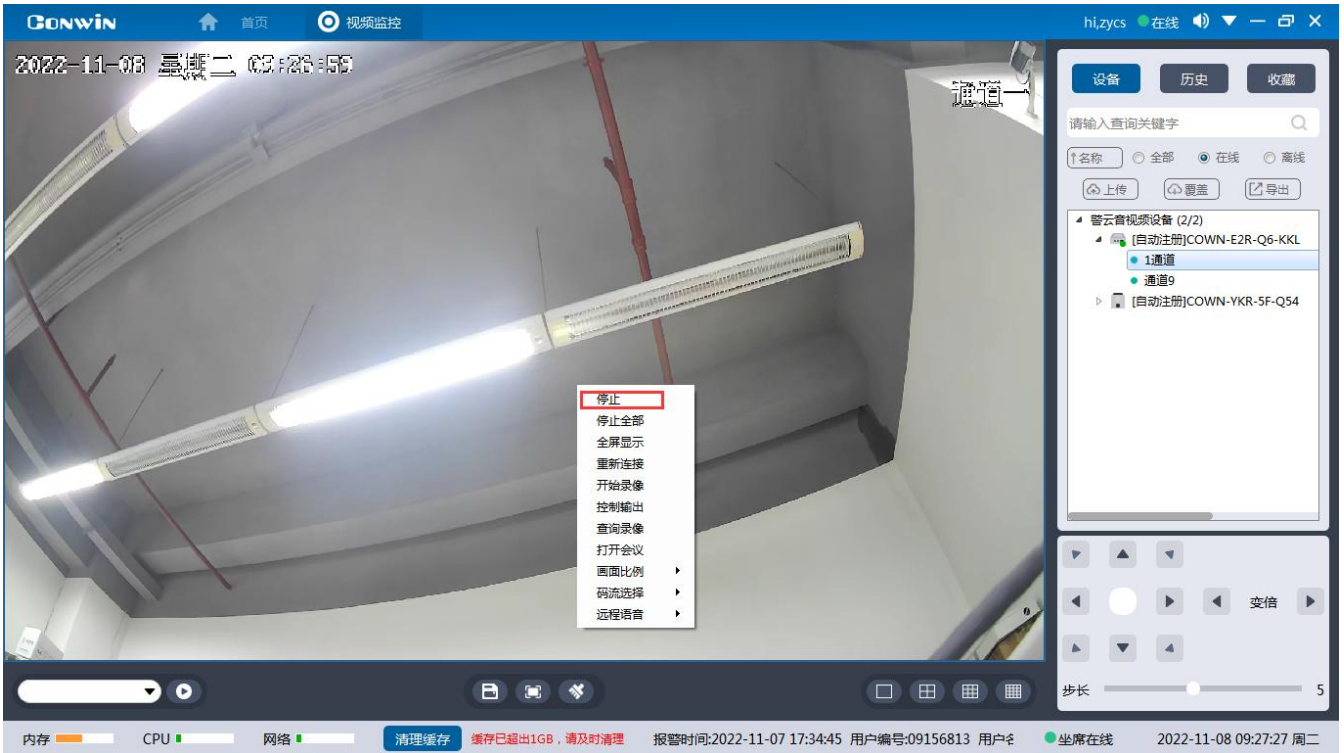 CONWIN 首页 视频监控 hi,zycs 在线
2022-11-08 星期二 09:26:59
通道一
设备 历史 收藏
请输入查询关键字
↑名称 全部 在线 离线
上传 覆盖 导出
警云音视频设备 (2/2)
[自动注册]COWN-E2R-Q6-KKL
1通道
通道9
[自动注册]COWN-YKR-5F-Q54
停止
停止全部
全屏显示
重新连接
开始录像
控制输出
查询录像
打开会议
画面比例
码流选择
远程语音
变倍
步长 5
内存 CPU 网络 清理缓存 缓存已超出1GB，请及时清理 报警时间:2022-11-07 17:34:45 用户编号:09156813 用户名 坐席在线 2022-11-08 09:27:27 周二